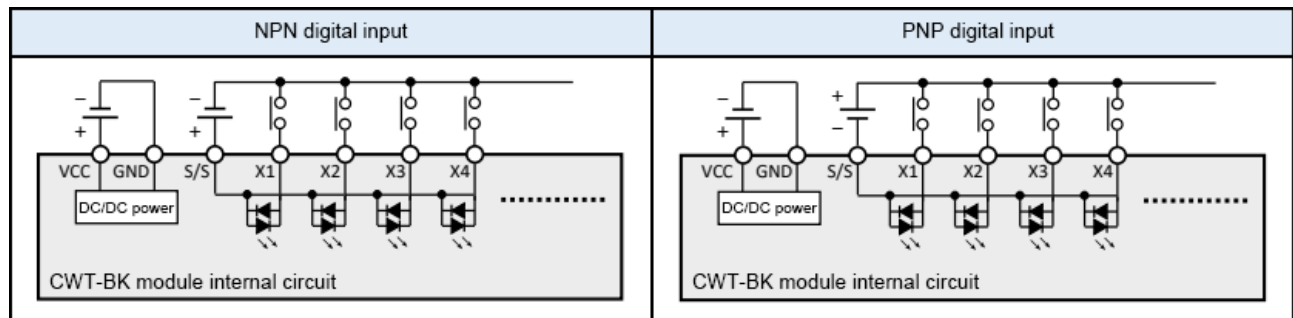 NPN digital input
PNP digital input
− − + +
VCC GND S/S X1 X2 X3 X4
DC/DC power
CWT-BK module internal circuit
− + + −
VCC GND S/S X1 X2 X3 X4
DC/DC power
CWT-BK module internal circuit